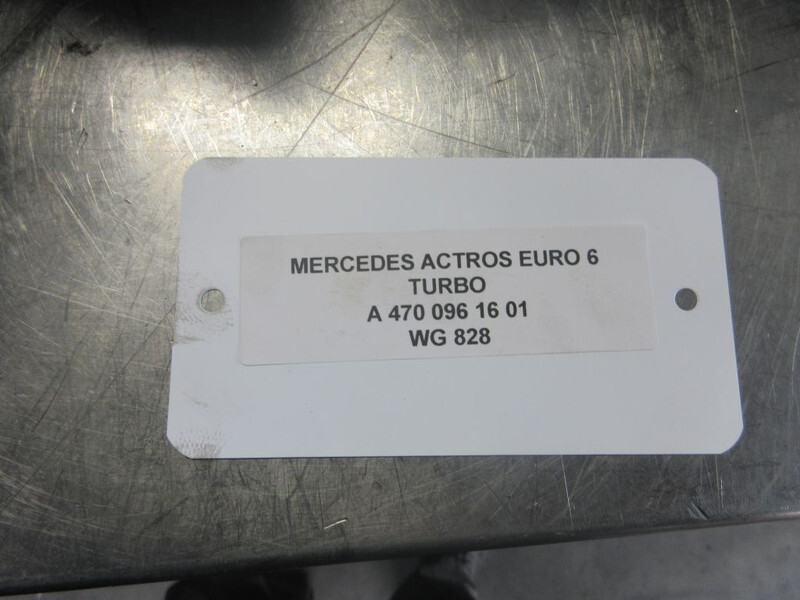 MERCEDES ACTROS EURO 6
TURBO
A 470 096 16 01
WG 828